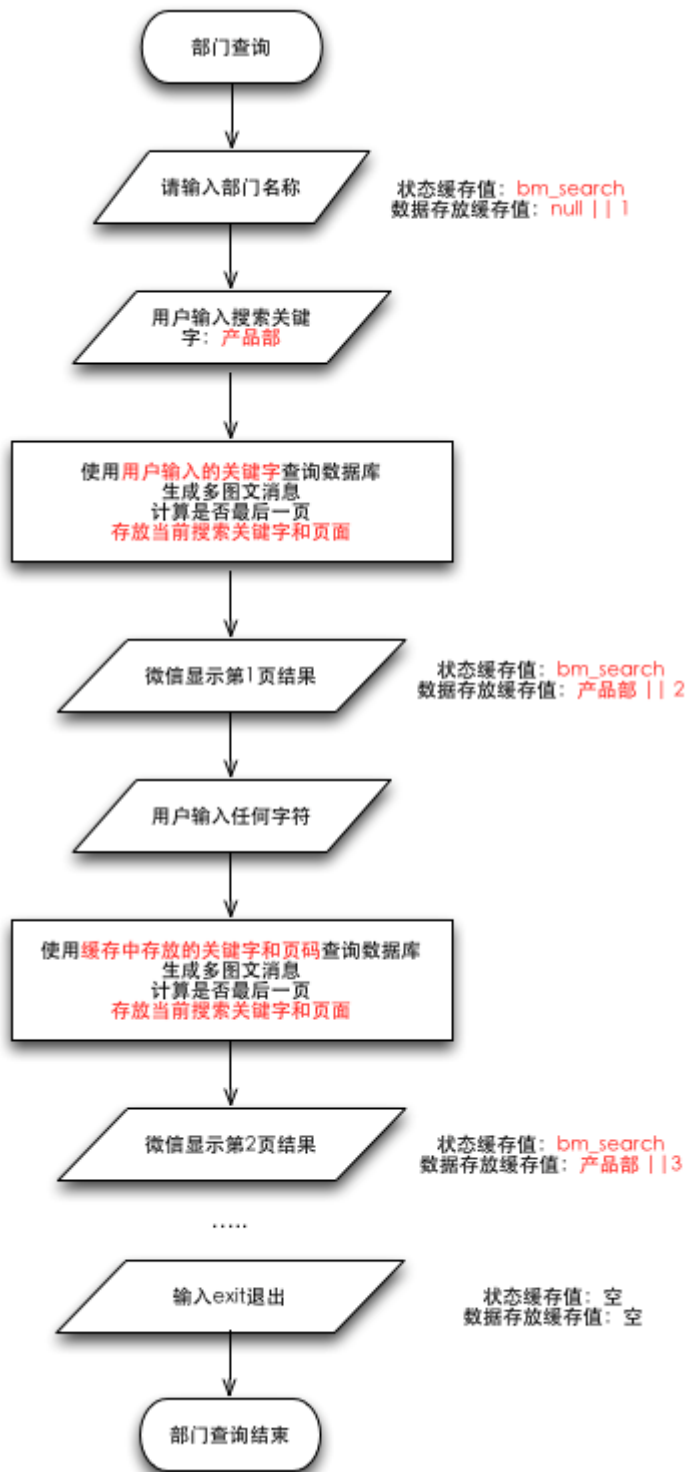 部门查询
请输入部门名称
状态缓存值：bm_search
数据存放缓存值：null || 1
用户输入搜索关键
字：产品部
使用用户输入的关键字查询数据库
生成多图文消息
计算是否最后一页
存放当前搜索关键字和页面
微信显示第1页结果
状态缓存值：bm_search
数据存放缓存值：产品部 || 2
用户输入任何字符
使用缓存中存放的关键字和页码查询数据库
生成多图文消息
计算是否最后一页
存放当前搜索关键字和页面
微信显示第2页结果
状态缓存值：bm_search
数据存放缓存值：产品部 ||3
.....
输入exit退出
状态缓存值：空
数据存放缓存值：空
部门查询结束